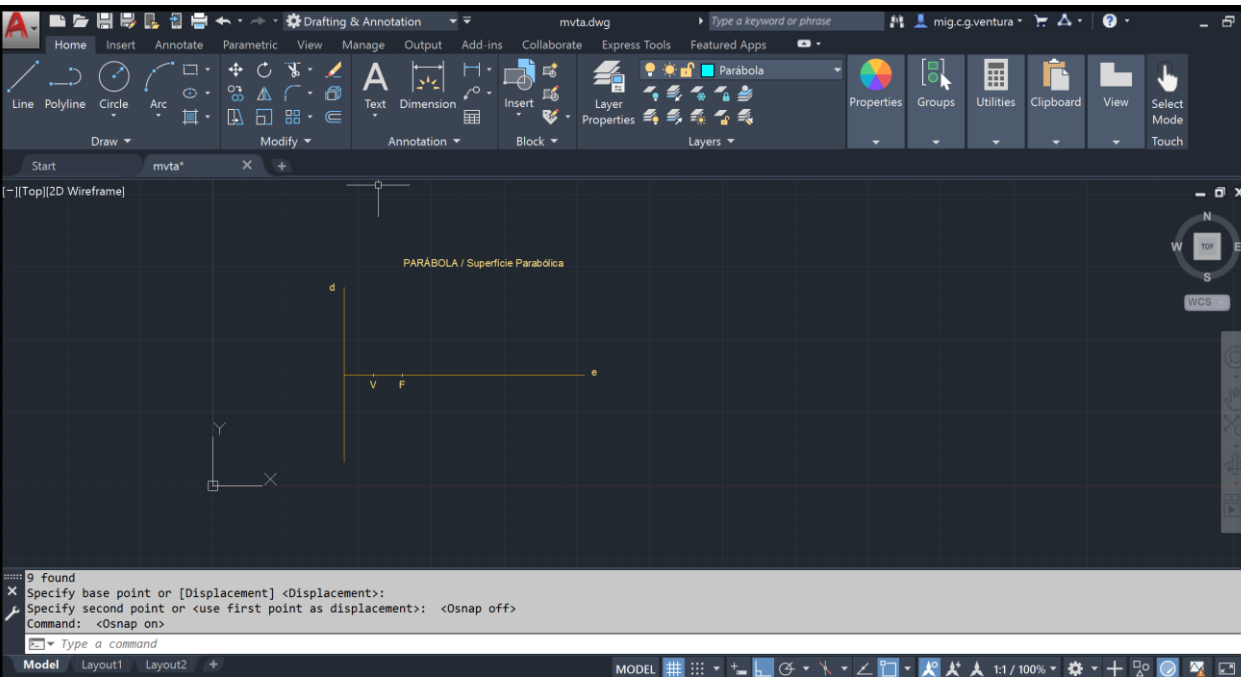 A
Drafting & Annotation
mvta.dwg
Type a keyword or phrase
mig.c.g.ventura
?
Home Insert Annotate Parametric View Manage Output Add-ins Collaborate Express Tools Featured Apps
Parábola
Line Polyline Circle Arc
A
Text Dimension
Insert
Layer
Properties
Properties Groups Utilities Clipboard View
Select
Mode
Draw Modify Annotation Block Layers Touch
Start mvta* +
[−][Top][2D Wireframe]
N
W TOP E
S
WCS
PARÁBOLA / Superfície Parabólica
d
e
V F
Y
X
9 found
Specify base point or [Displacement] <Displacement>:
Specify second point or <use first point as displacement>: <Osnap off>
Command: <Osnap on>
Type a command
Model Layout1 Layout2 +
MODEL
1:1 / 100%